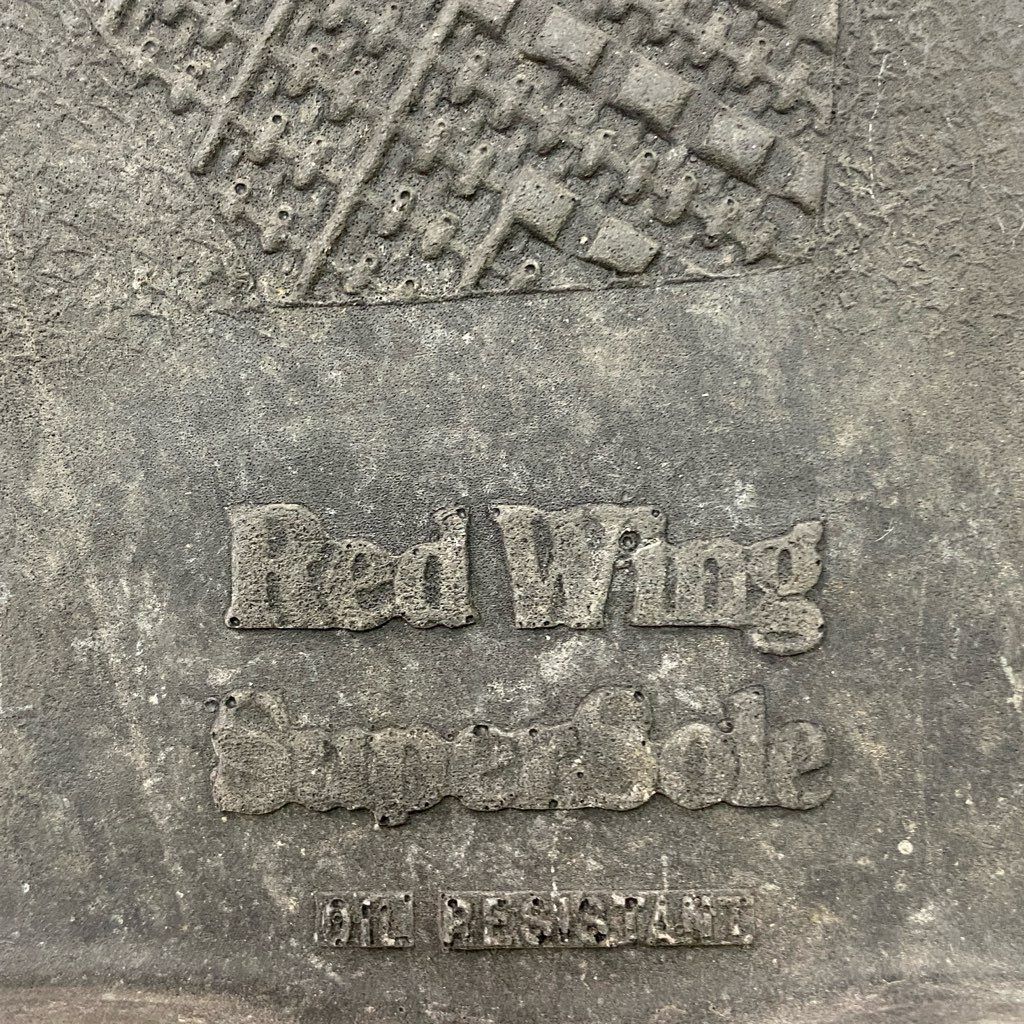 Red Wing
SuperSole
OIL RESISTANT